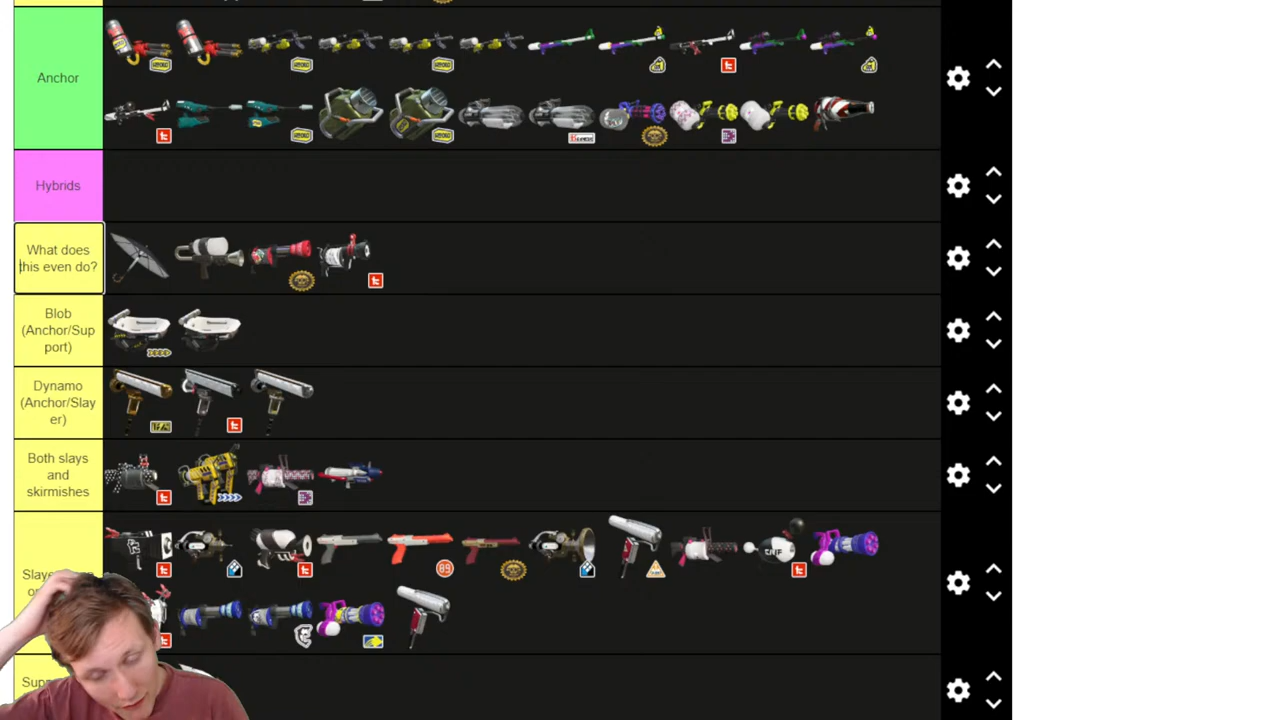 Anchor
Hybrids
What does
this even do?
Blob
(Anchor/Sup
port)
Dynamo
(Anchor/Slay
er)
Both slays
and
skirmishes